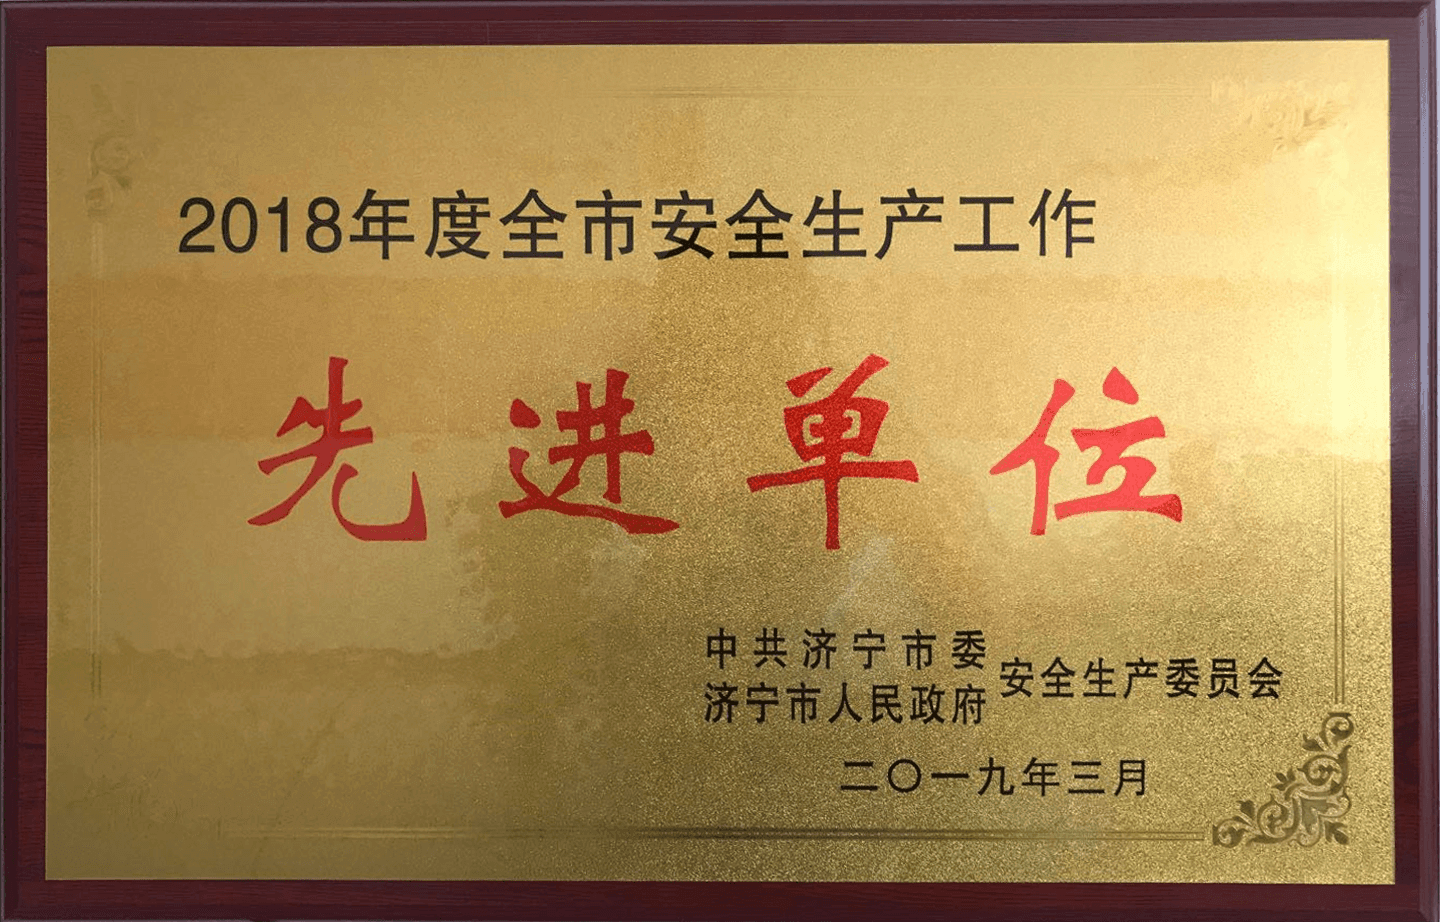 2018年度全市安全生产工作
先进单位
中共济宁市委
济宁市人民政府
安全生产委员会
二〇一九年三月